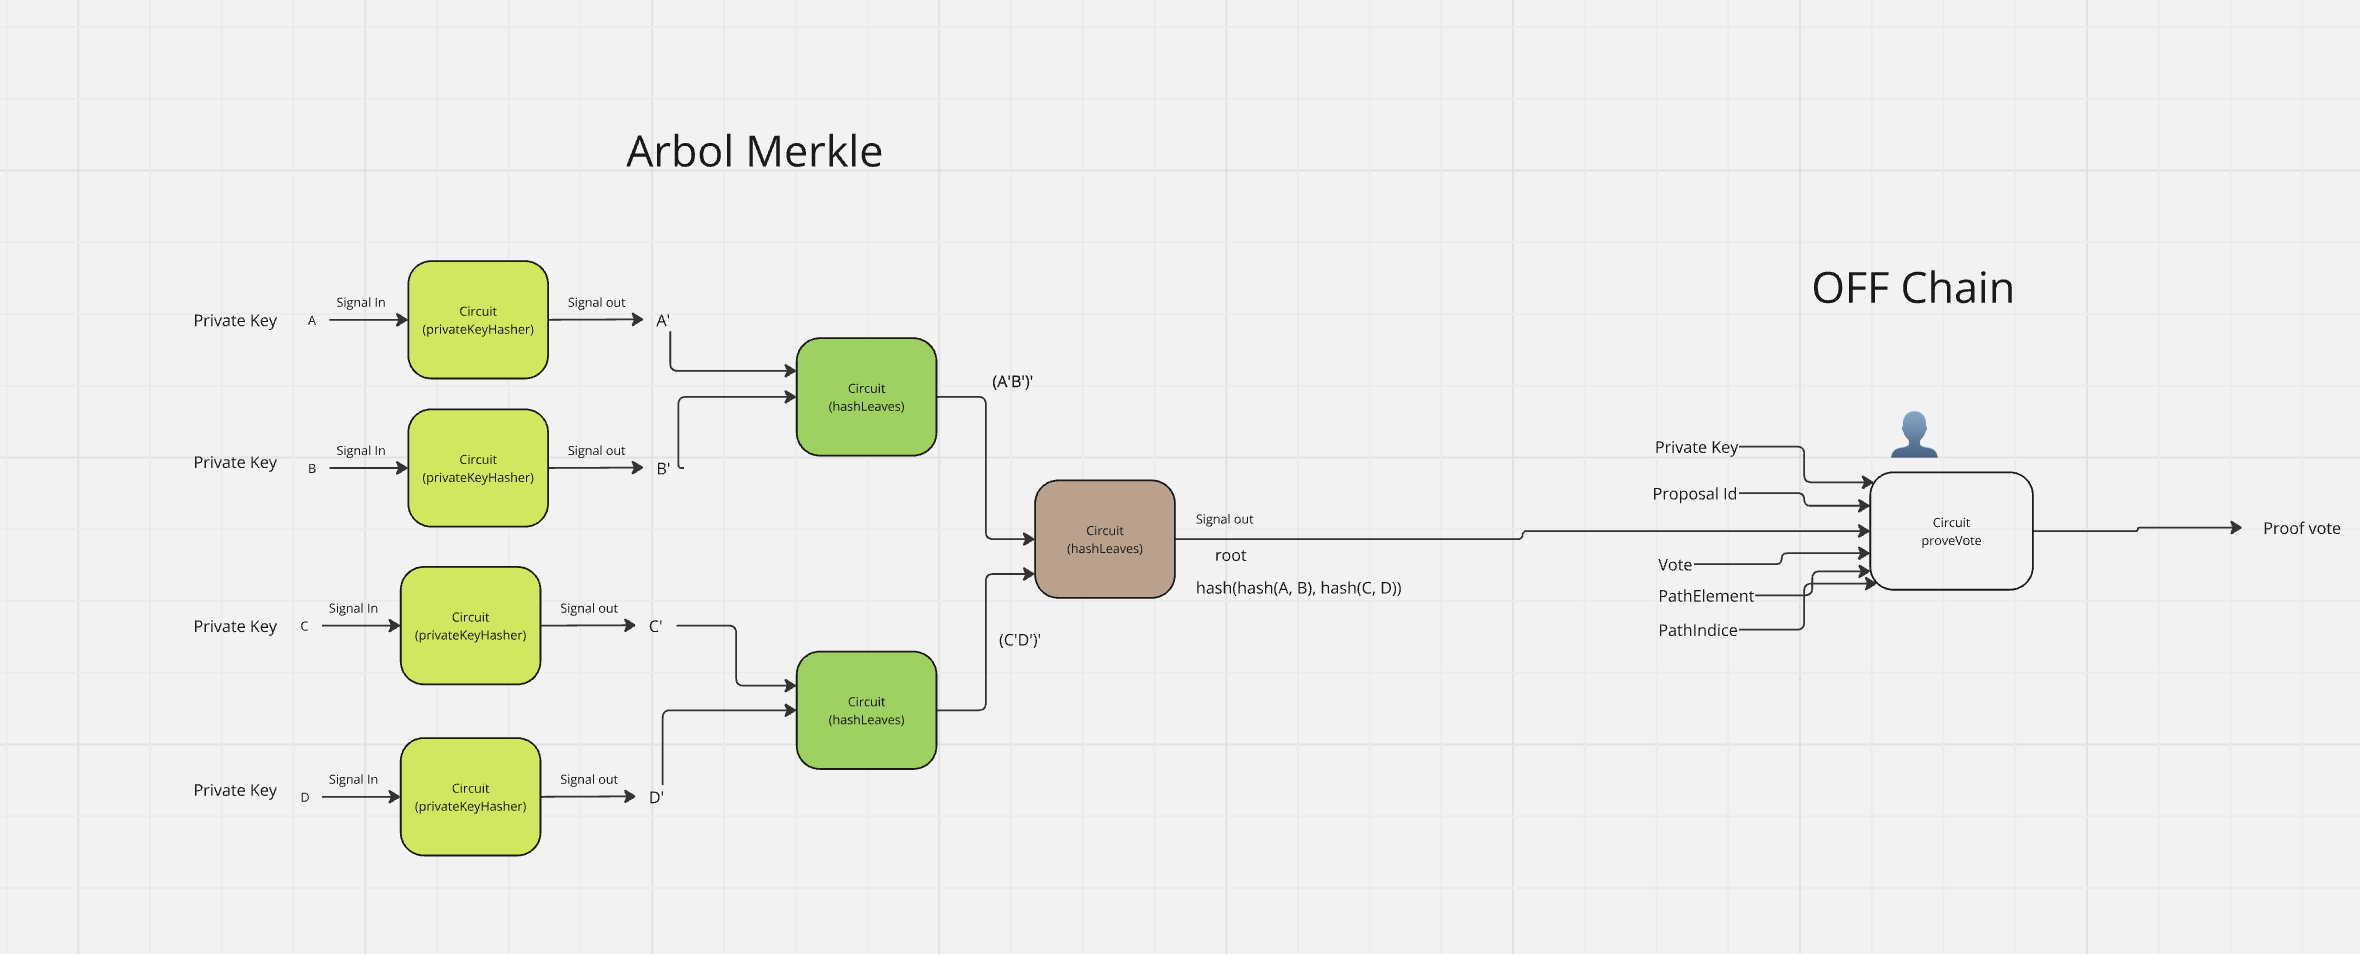 Arbol Merkle
OFF Chain
Private Key
A
Signal In
Circuit
(privateKeyHasher)
Signal out
A'
Private Key
B
Signal In
Circuit
(privateKeyHasher)
Signal out
B'
Circuit
(hashLeaves)
(A'B')'
Private Key
C
Signal In
Circuit
(privateKeyHasher)
Signal out
C'
Private Key
D
Signal In
Circuit
(privateKeyHasher)
Signal out
D'
Circuit
(hashLeaves)
(C'D')'
Circuit
(hashLeaves)
Signal out
root
hash(hash(A, B), hash(C, D))
Private Key
Proposal Id
Vote
PathElement
PathIndice
Circuit
proveVote
Proof vote